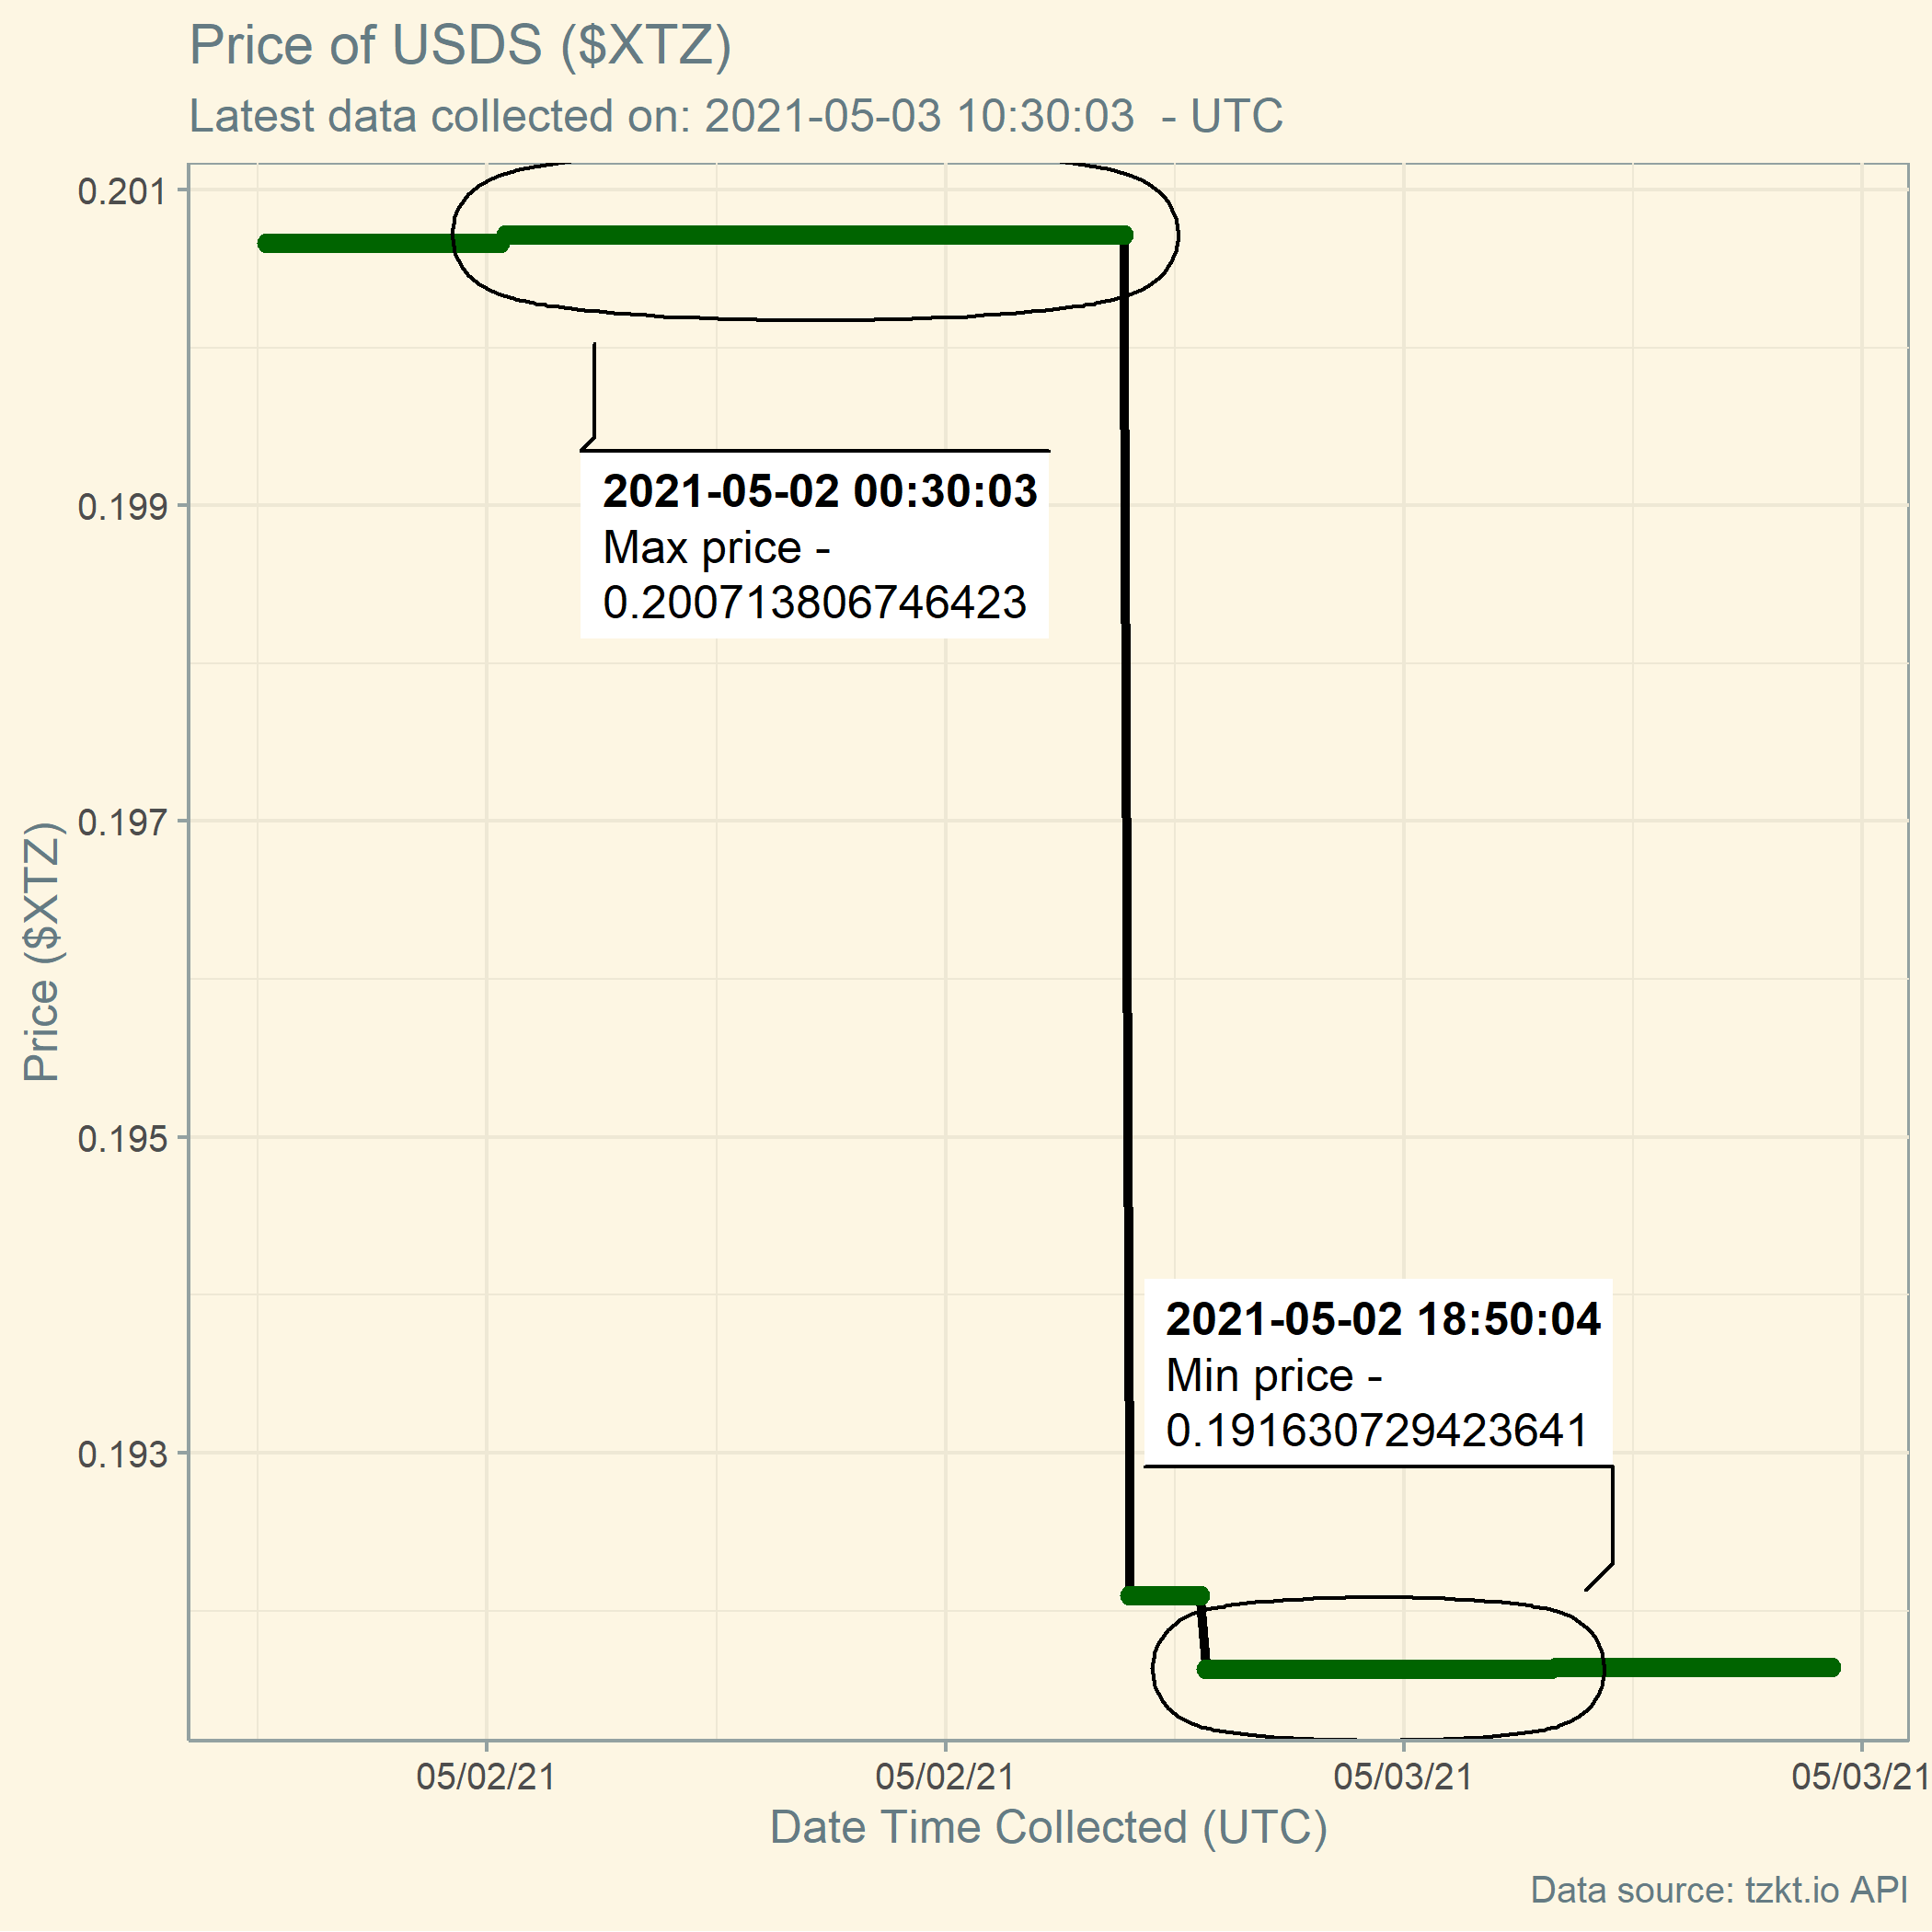 Price of USDS ($XTZ)
Latest data collected on: 2021-05-03 10:30:03  - UTC
0.201
0.199
0.197
0.195
0.193
Price ($XTZ)
2021-05-02 00:30:03
Max price -
0.200713806746423
2021-05-02 18:50:04
Min price -
0.191630729423641
05/02/21
05/02/21
05/03/21
05/03/21
Date Time Collected (UTC)
Data source: tzkt.io API